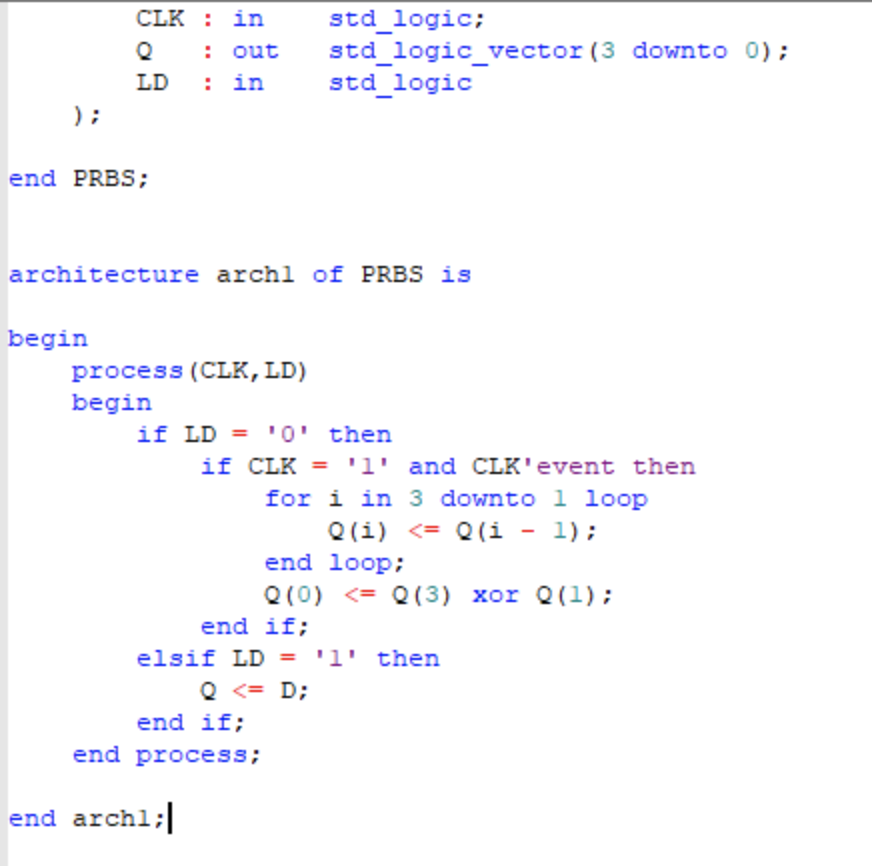 CLK : in    std_logic;
        Q   : out   std_logic_vector(3 downto 0);
        LD  : in    std_logic
    );
end PRBS;
architecture arch1 of PRBS is
begin
    process(CLK,LD)
    begin
        if LD = '0' then
            if CLK = '1' and CLK'event then
                for i in 3 downto 1 loop
                    Q(i) <= Q(i - 1);
                end loop;
                Q(0) <= Q(3) xor Q(1);
            end if;
        elsif LD = '1' then
            Q <= D;
        end if;
    end process;
end arch1;